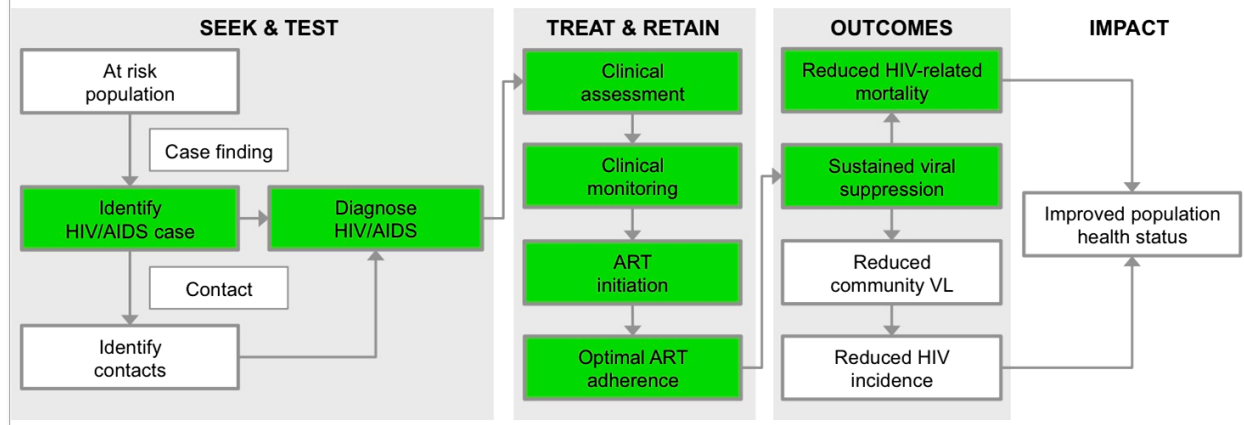 SEEK & TEST
At risk
population
Case finding
Identify
HIV/AIDS case
Diagnose
HIV/AIDS
Contact
Identify
contacts
TREAT & RETAIN
Clinical
assessment
Clinical
monitoring
ART
initiation
Optimal ART
adherence
OUTCOMES
Reduced HIV-related
mortality
Sustained viral
suppression
Reduced
community VL
Reduced HIV
incidence
IMPACT
Improved population
health status